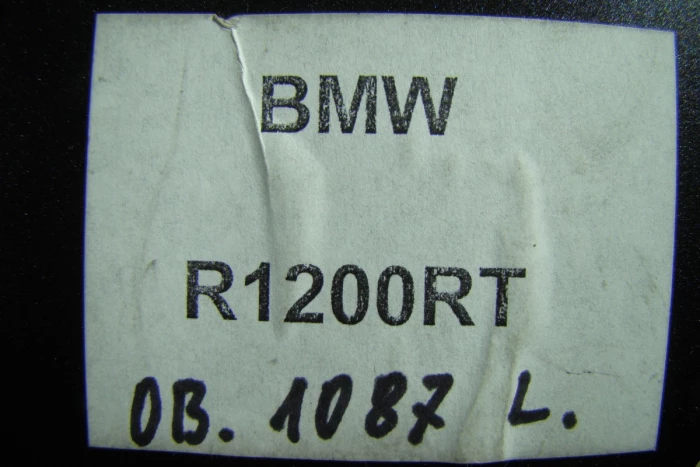 BMW
R1200RT
OB. 1087 L.